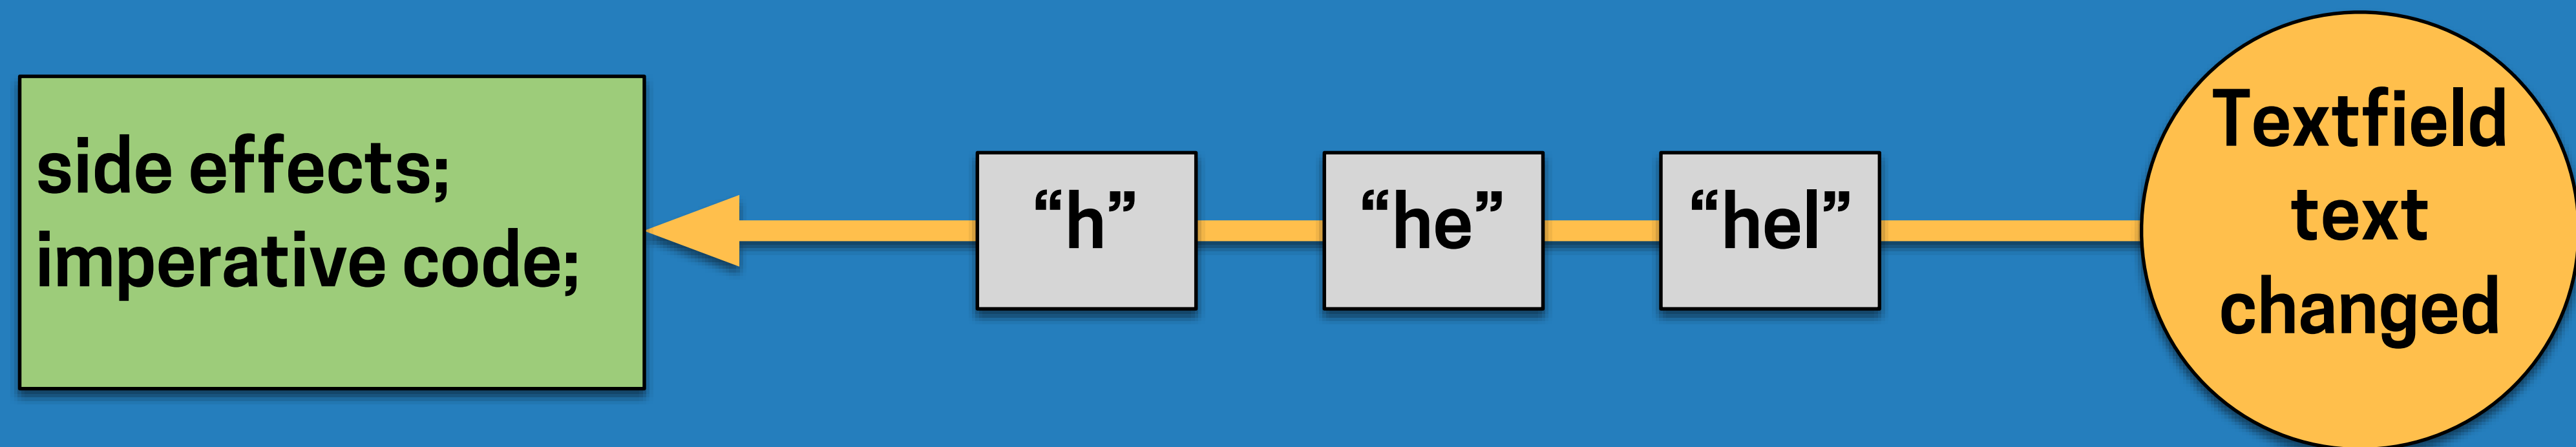 side effects;
imperative code;
“h”
“he”
“hel”
Textfield
text
changed